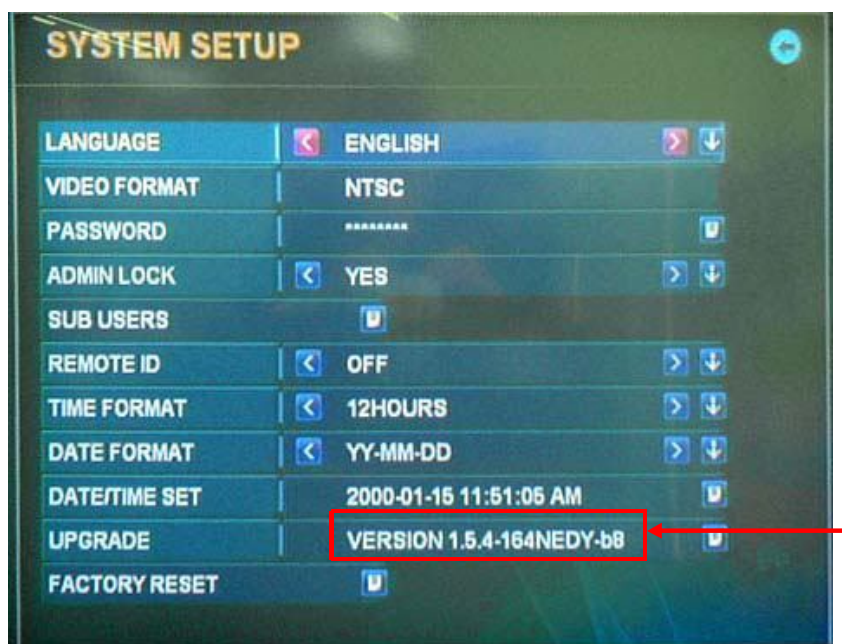 SYSTEM SETUP
LANGUAGE ENGLISH
VIDEO FORMAT NTSC
PASSWORD ********
ADMIN LOCK YES
SUB USERS
REMOTE ID OFF
TIME FORMAT 12HOURS
DATE FORMAT YY-MM-DD
DATE/TIME SET 2000-01-15 11:51:05 AM
UPGRADE VERSION 1.5.4-164NEDY-b8
FACTORY RESET